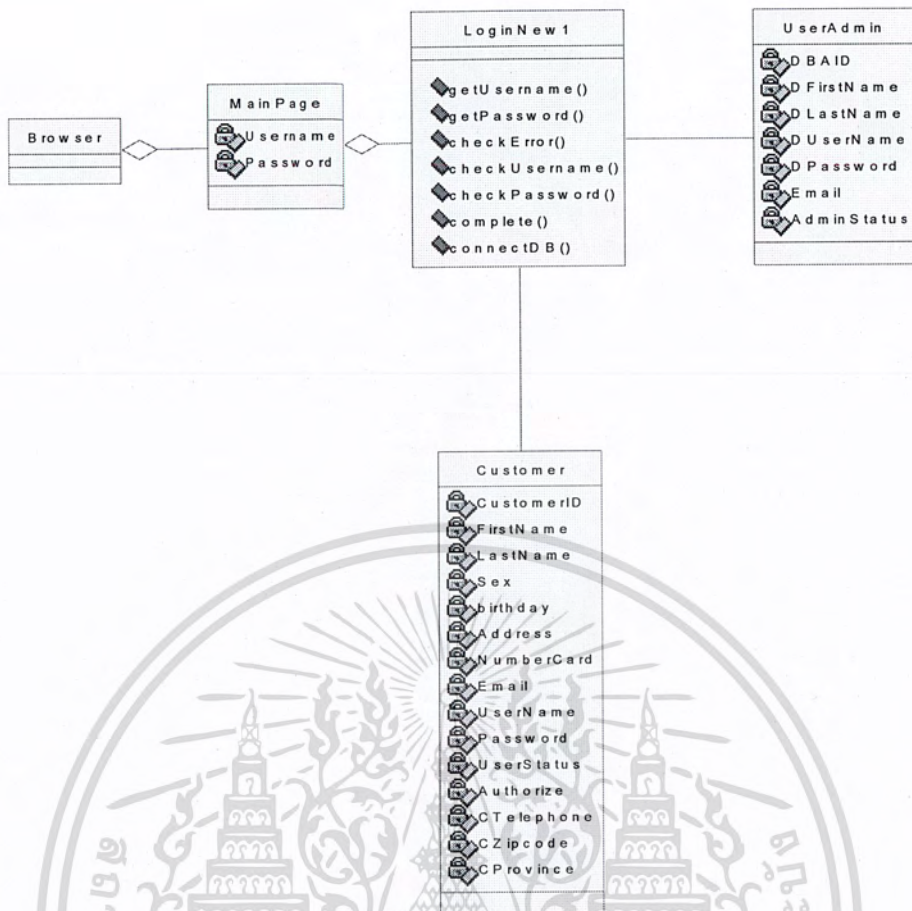 Browser
MainPage
Username
Password
LoginNew1
getUsername()
getPassword()
checkError()
checkUsername()
checkPassword()
complete()
connectDB()
UserAdmin
DBAID
DFirstName
DLastName
DUserName
DPassword
Email
AdminStatus
Customer
CustomerID
FirstName
LastName
Sex
birthday
Address
NumberCard
Email
UserName
Password
UserStatus
Authorize
CTelephone
CZipcode
CProvince